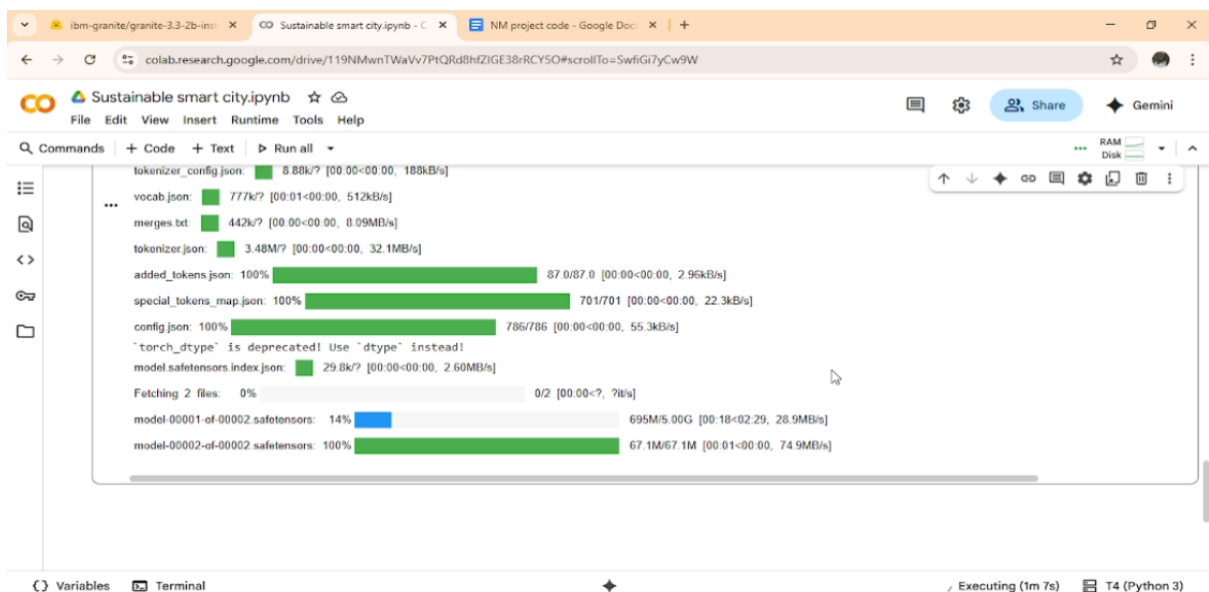 ibm-granite/granite-3.3-2b-inst
Sustainable smart city.ipynb - C
NM project code - Google Doc
colab.research.google.com/drive/119NMwnTWaVv7PtQRd8hfZIGE38rRCY5O#scrollTo=SwfiGi7yCw9W
Sustainable smart city.ipynb
File Edit View Insert Runtime Tools Help
Share
Gemini
Commands + Code + Text Run all
RAM
Disk
tokenizer_config.json: 8.88k/? [00:00<00:00, 188kB/s]
vocab.json: 777k/? [00:01<00:00, 512kB/s]
merges.txt: 442k/? [00:00<00:00, 8.09MB/s]
tokenizer.json: 3.48M/? [00:00<00:00, 32.1MB/s]
added_tokens.json: 100% 87.0/87.0 [00:00<00:00, 2.96kB/s]
special_tokens_map.json: 100% 701/701 [00:00<00:00, 22.3kB/s]
config.json: 100% 786/786 [00:00<00:00, 55.3kB/s]
`torch_dtype` is deprecated! Use `dtype` instead!
model.safetensors.index.json: 29.8k/? [00:00<00:00, 2.60MB/s]
Fetching 2 files: 0% 0/2 [00:00<?, ?it/s]
model-00001-of-00002.safetensors: 14% 695M/5.00G [00:18<02:29, 28.9MB/s]
model-00002-of-00002.safetensors: 100% 67.1M/67.1M [00:01<00:00, 74.9MB/s]
Variables Terminal
Executing (1m 7s) T4 (Python 3)